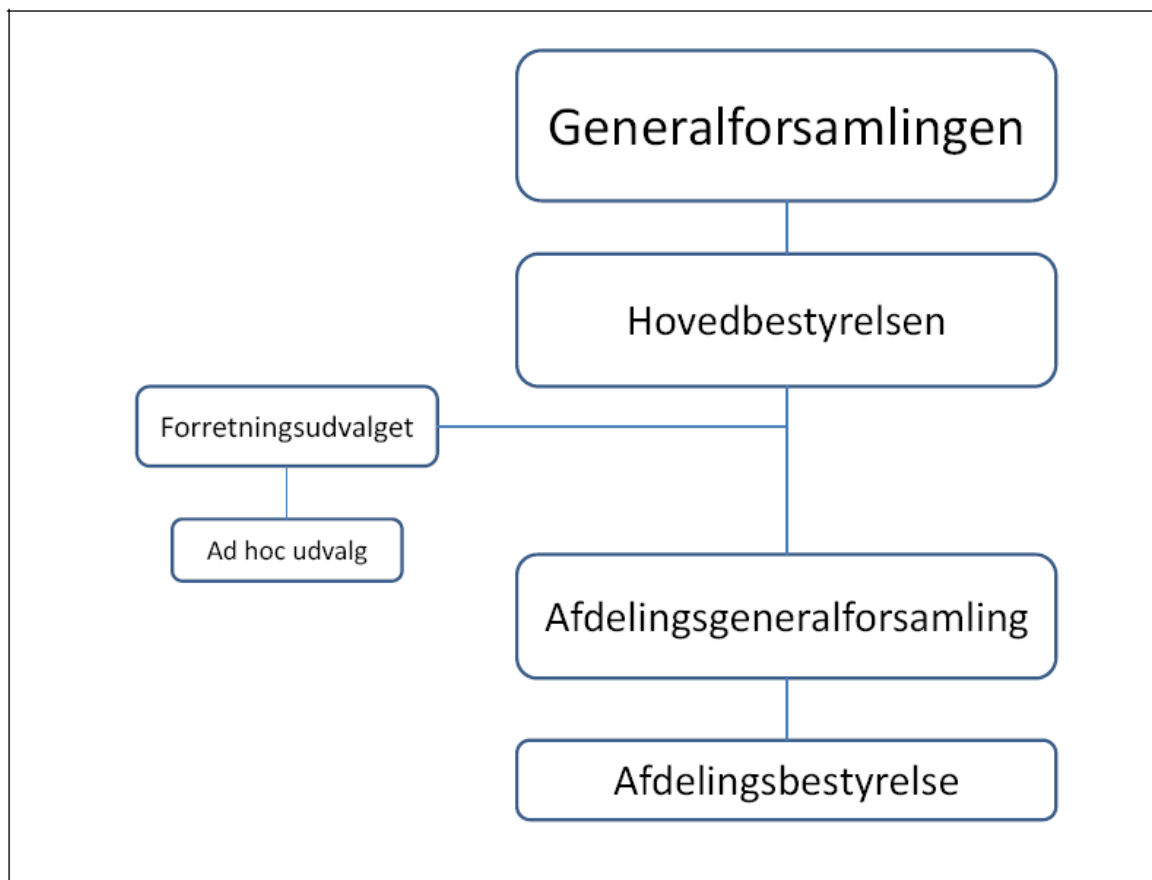 Generalforsamlingen
Hovedbestyrelsen
Forretningsudvalget
Ad hoc udvalg
Afdelingsgeneralforsamling
Afdelingsbestyrelse